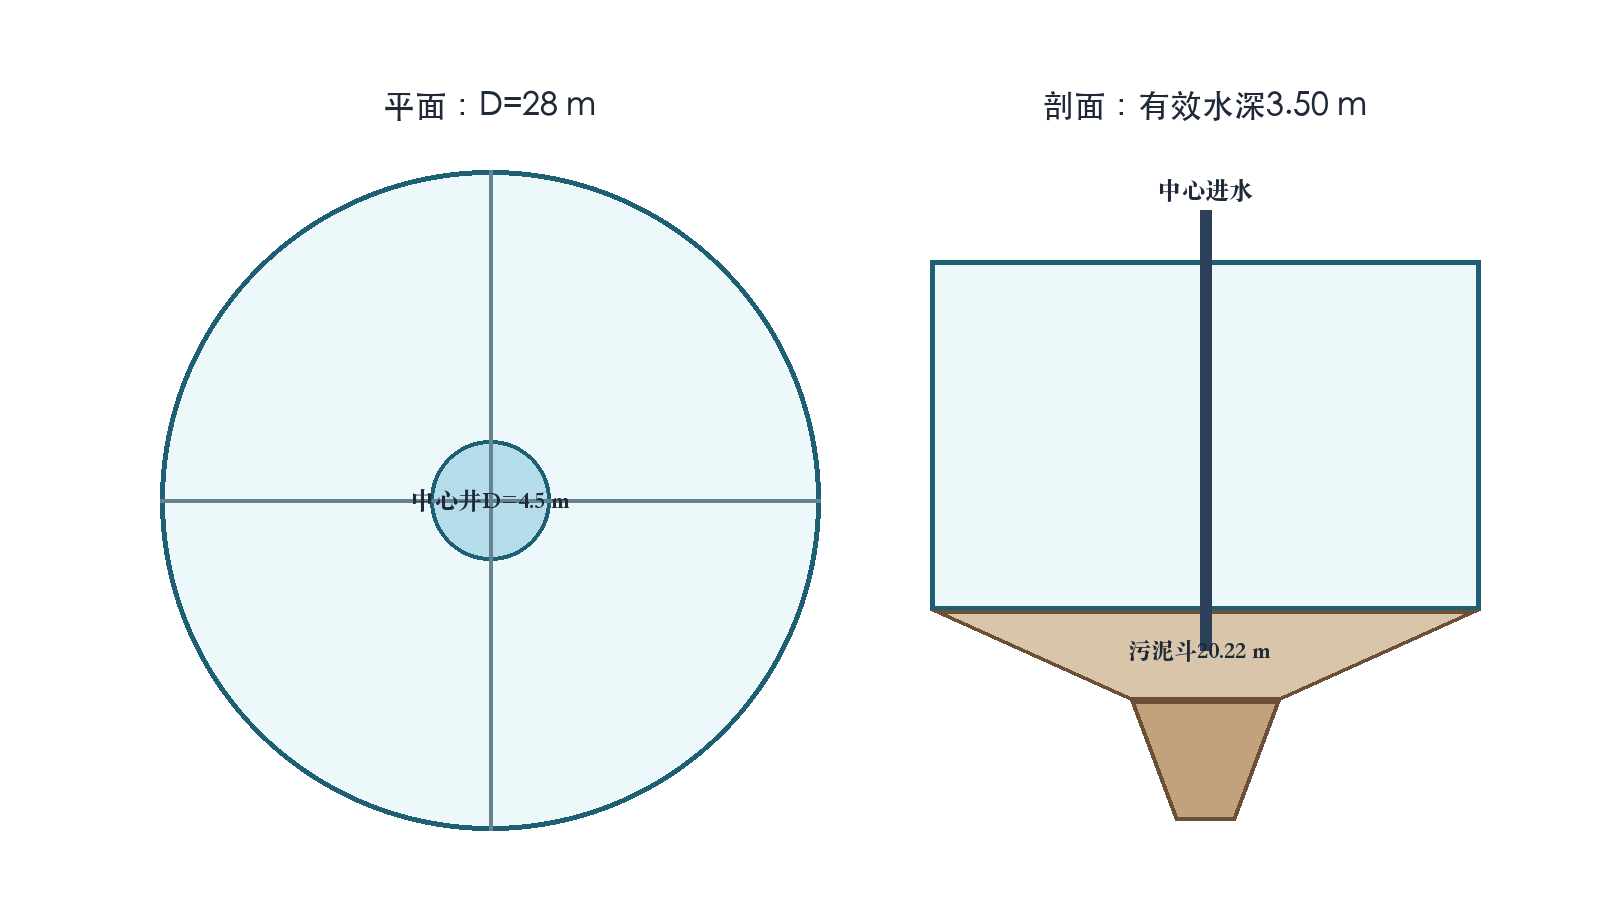 平面：D=28 m
剖面：有效水深3.50 m
中心进水
中心井D=4.5 m
污泥斗20.22 m